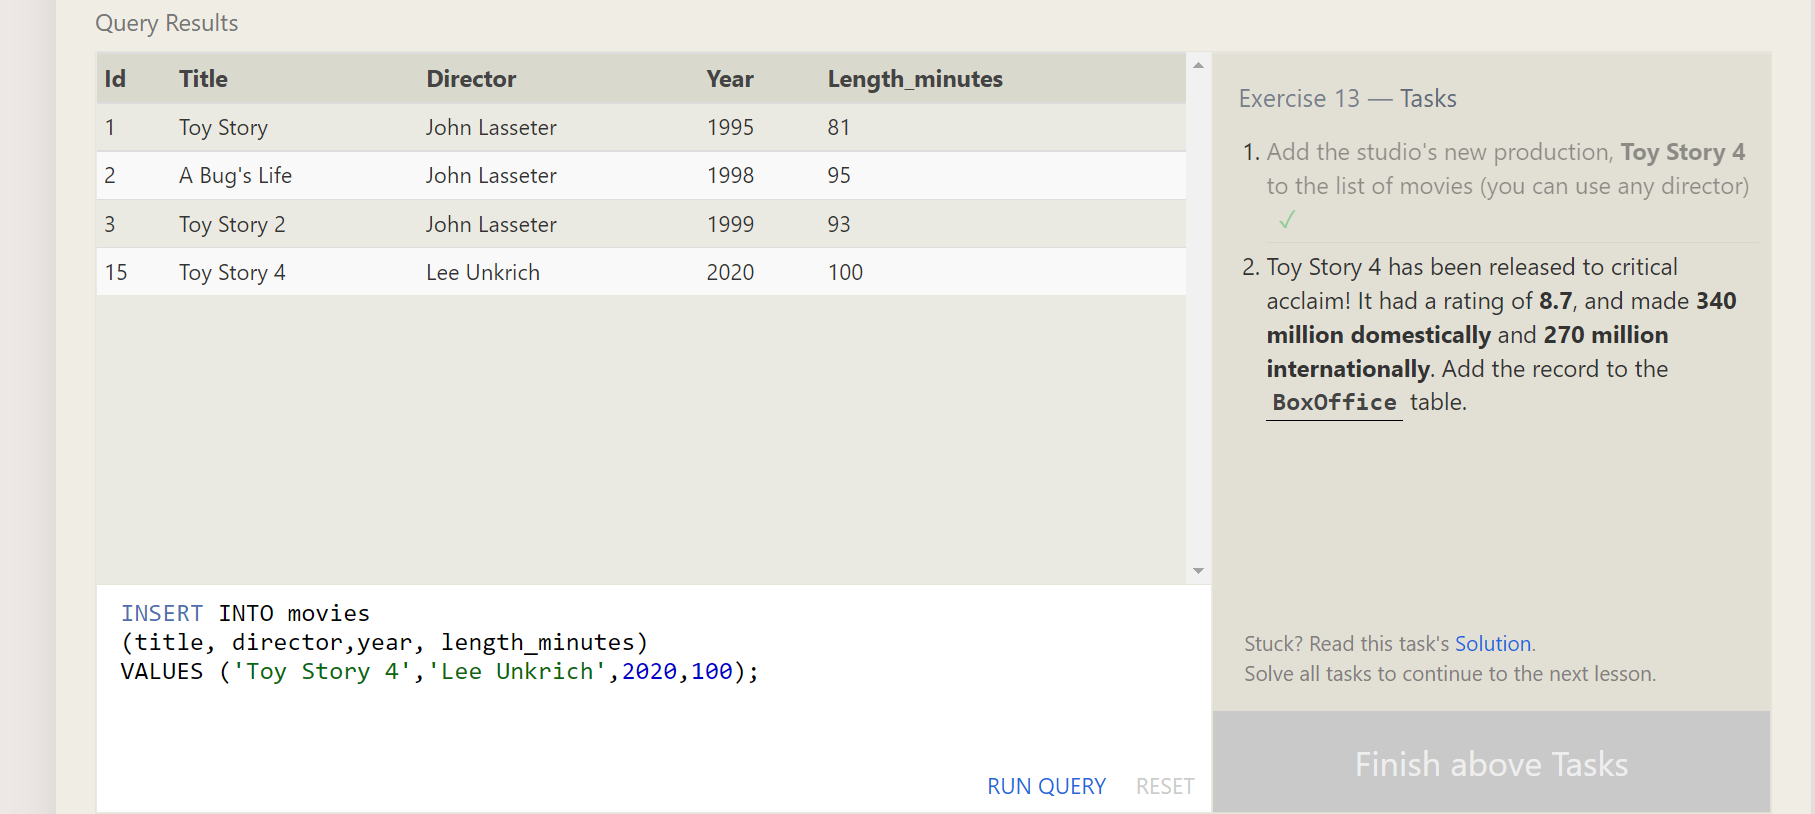 Query Results
Id Title Director Year Length_minutes
1 Toy Story John Lasseter 1995 81
2 A Bug's Life John Lasseter 1998 95
3 Toy Story 2 John Lasseter 1999 93
15 Toy Story 4 Lee Unkrich 2020 100
INSERT INTO movies
(title, director,year, length_minutes)
VALUES ('Toy Story 4','Lee Unkrich',2020,100);
RUN QUERY RESET
Exercise 13 — Tasks
1. Add the studio's new production, Toy Story 4
to the list of movies (you can use any director)
✓
2. Toy Story 4 has been released to critical
acclaim! It had a rating of 8.7, and made 340
million domestically and 270 million
internationally. Add the record to the
BoxOffice table.
Stuck? Read this task's Solution.
Solve all tasks to continue to the next lesson.
Finish above Tasks